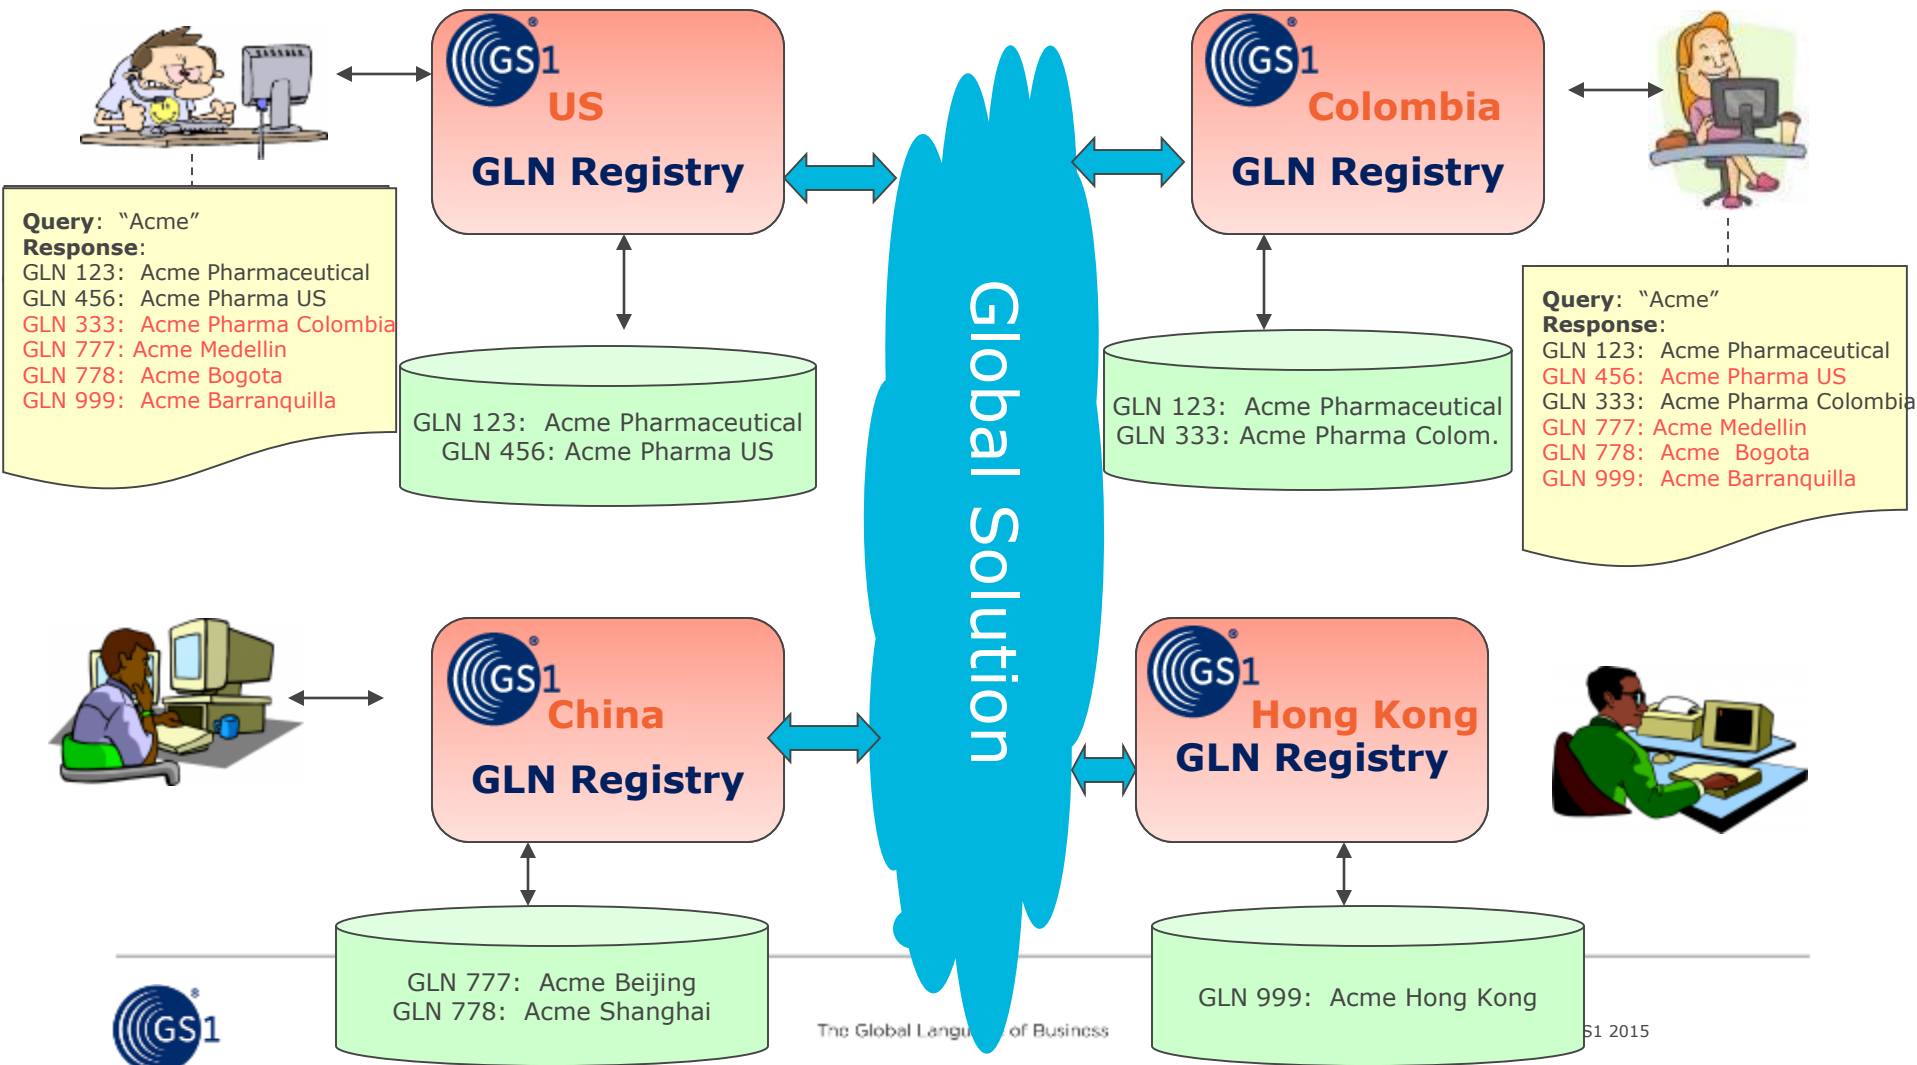 GS1
US
GLN Registry
GS1
Colombia
GLN Registry
Query:  “Acme”
Response:
GLN 123:  Acme Pharmaceutical
GLN 456:  Acme Pharma US
GLN 333:  Acme Pharma Colombia
GLN 777: Acme Medellin
GLN 778:  Acme Bogota
GLN 999:  Acme Barranquilla
GLN 123:  Acme Pharmaceutical
GLN 456: Acme Pharma US
Global Solution
GLN 123:  Acme Pharmaceutical
GLN 333: Acme Pharma Colom.
Query:  “Acme”
Response:
GLN 123:  Acme Pharmaceutical
GLN 456:  Acme Pharma US
GLN 333:  Acme Pharma Colombia
GLN 777: Acme Medellin
GLN 778:  Acme  Bogota
GLN 999:  Acme Barranquilla
GS1
China
GLN Registry
GS1
Hong Kong
GLN Registry
GLN 777:  Acme Beijing
GLN 778:  Acme Shanghai
GLN 999:  Acme Hong Kong
GS1
The Global Langu of Business
S1 2015